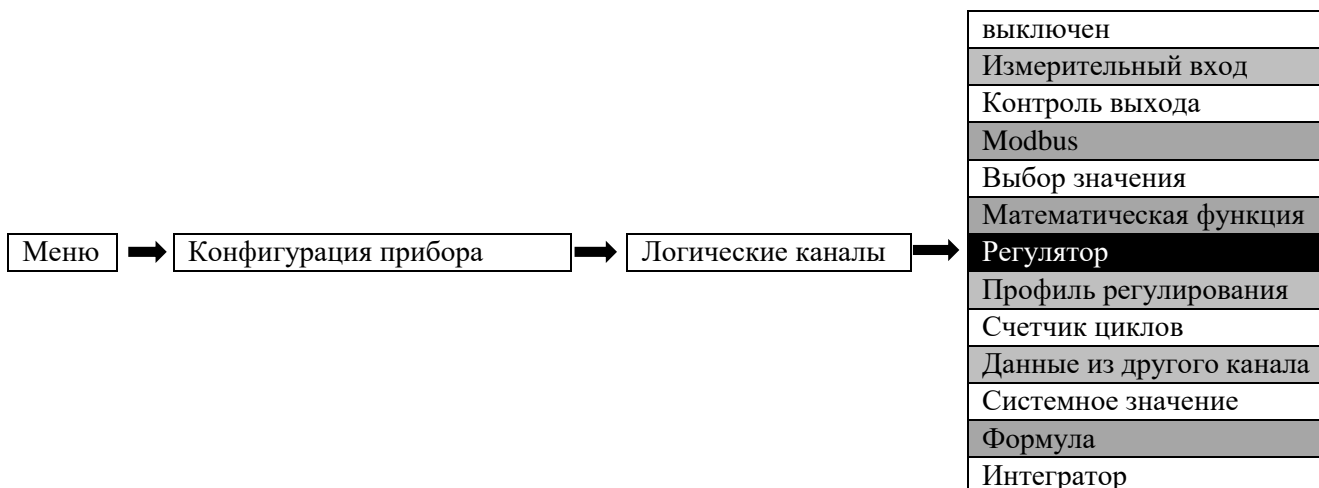 выключен
Измерительный вход
Контроль выхода
Modbus
Выбор значения
Математическая функция
Меню
Конфигурация прибора
Логические каналы
Регулятор
Профиль регулирования
Счетчик циклов
Данные из другого канала
Системное значение
Формула
Интегратор